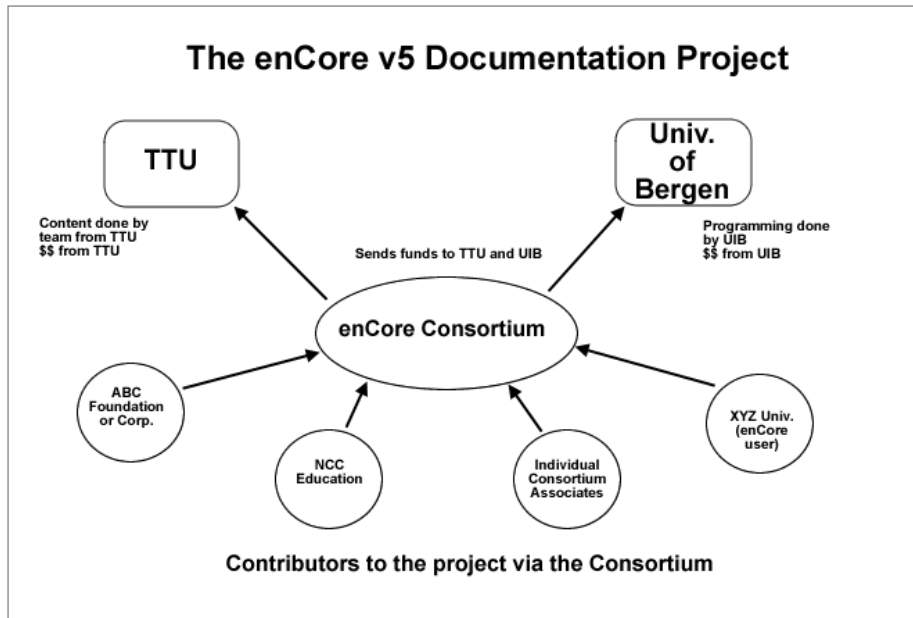 The enCore v5 Documentation Project
TTU
Univ.
of
Bergen
Content done by
team from TTU
$$ from TTU
Programming done
by UIB
$$ from UIB
Sends funds to TTU and UIB
enCore Consortium
ABC
Foundation
or Corp.
NCC
Education
Individual
Consortium
Associates
XYZ Univ.
(enCore
user)
Contributors to the project via the Consortium